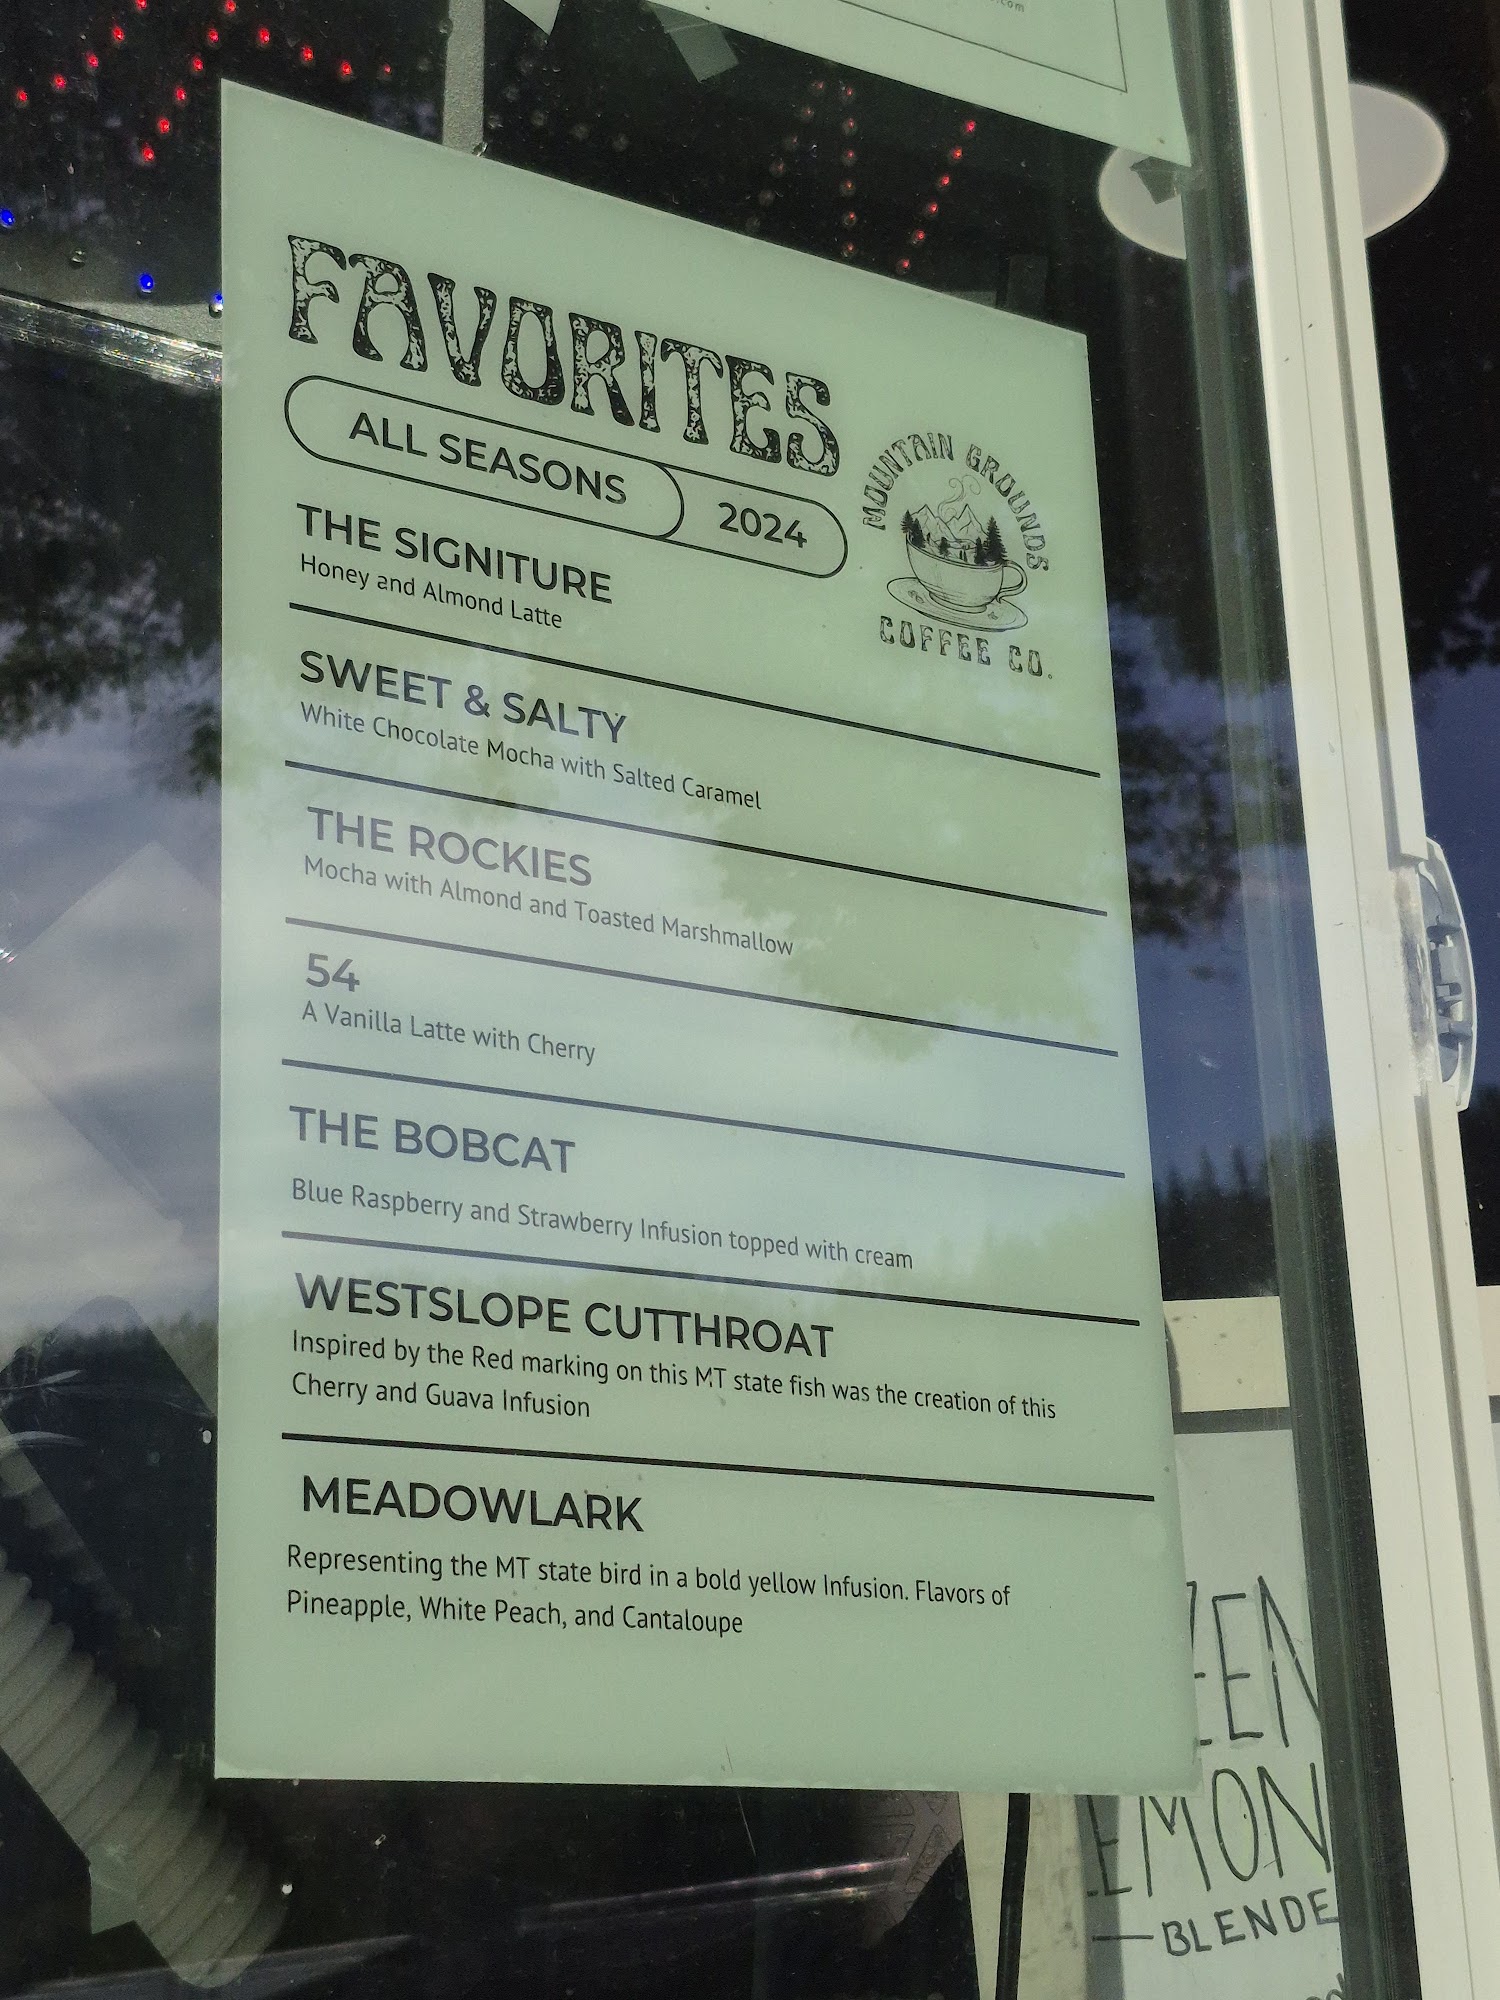 FAVORITES
ALL SEASONS 2024
MOUNTAIN GROUNDS
COFFEE CO.
THE SIGNITURE
Honey and Almond Latte
SWEET & SALTY
White Chocolate Mocha with Salted Caramel
THE ROCKIES
Mocha with Almond and Toasted Marshmallow
54
A Vanilla Latte with Cherry
THE BOBCAT
Blue Raspberry and Strawberry Infusion topped with cream
WESTSLOPE CUTTHROAT
Inspired by the Red marking on this MT state fish was the creation of this
Cherry and Guava Infusion
MEADOWLARK
Representing the MT state bird in a bold yellow Infusion. Flavors of
Pineapple, White Peach, and Cantaloupe
ZEN
EMON
—BLENDE